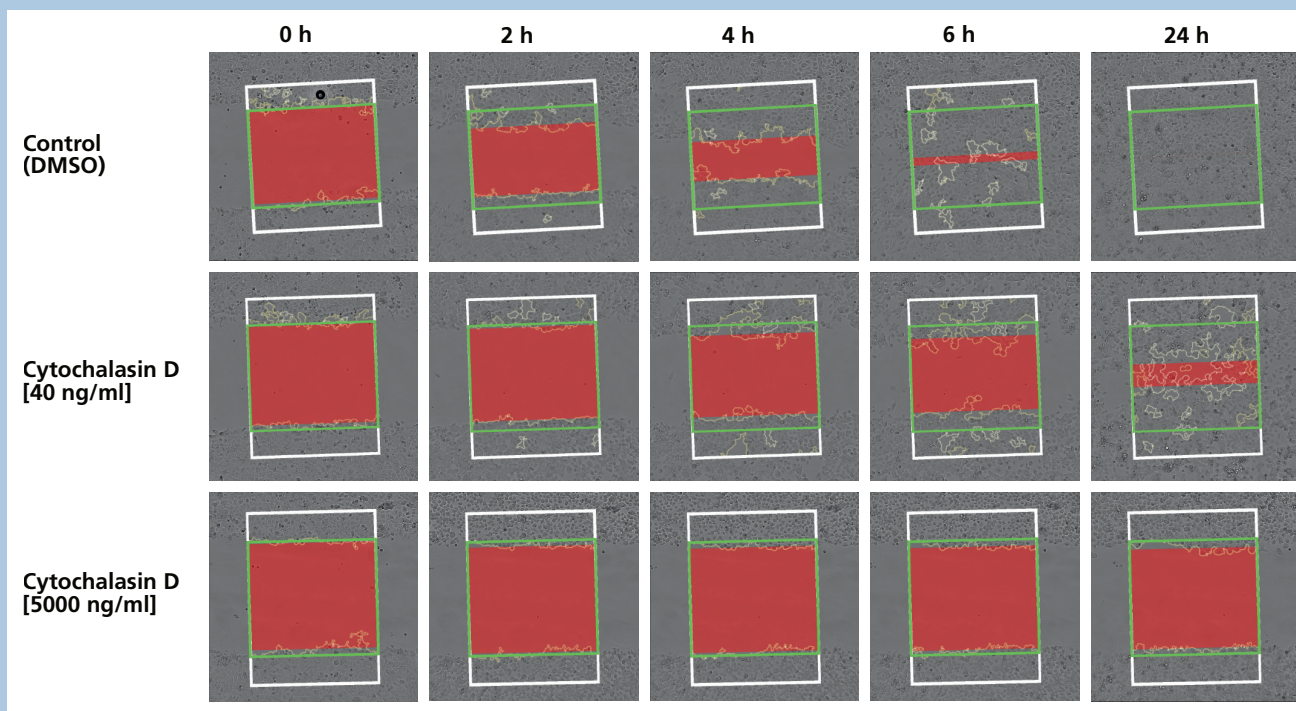 0 h 2 h 4 h 6 h 24 h
Control
(DMSO)
Cytochalasin D
[40 ng/ml]
Cytochalasin D
[5000 ng/ml]